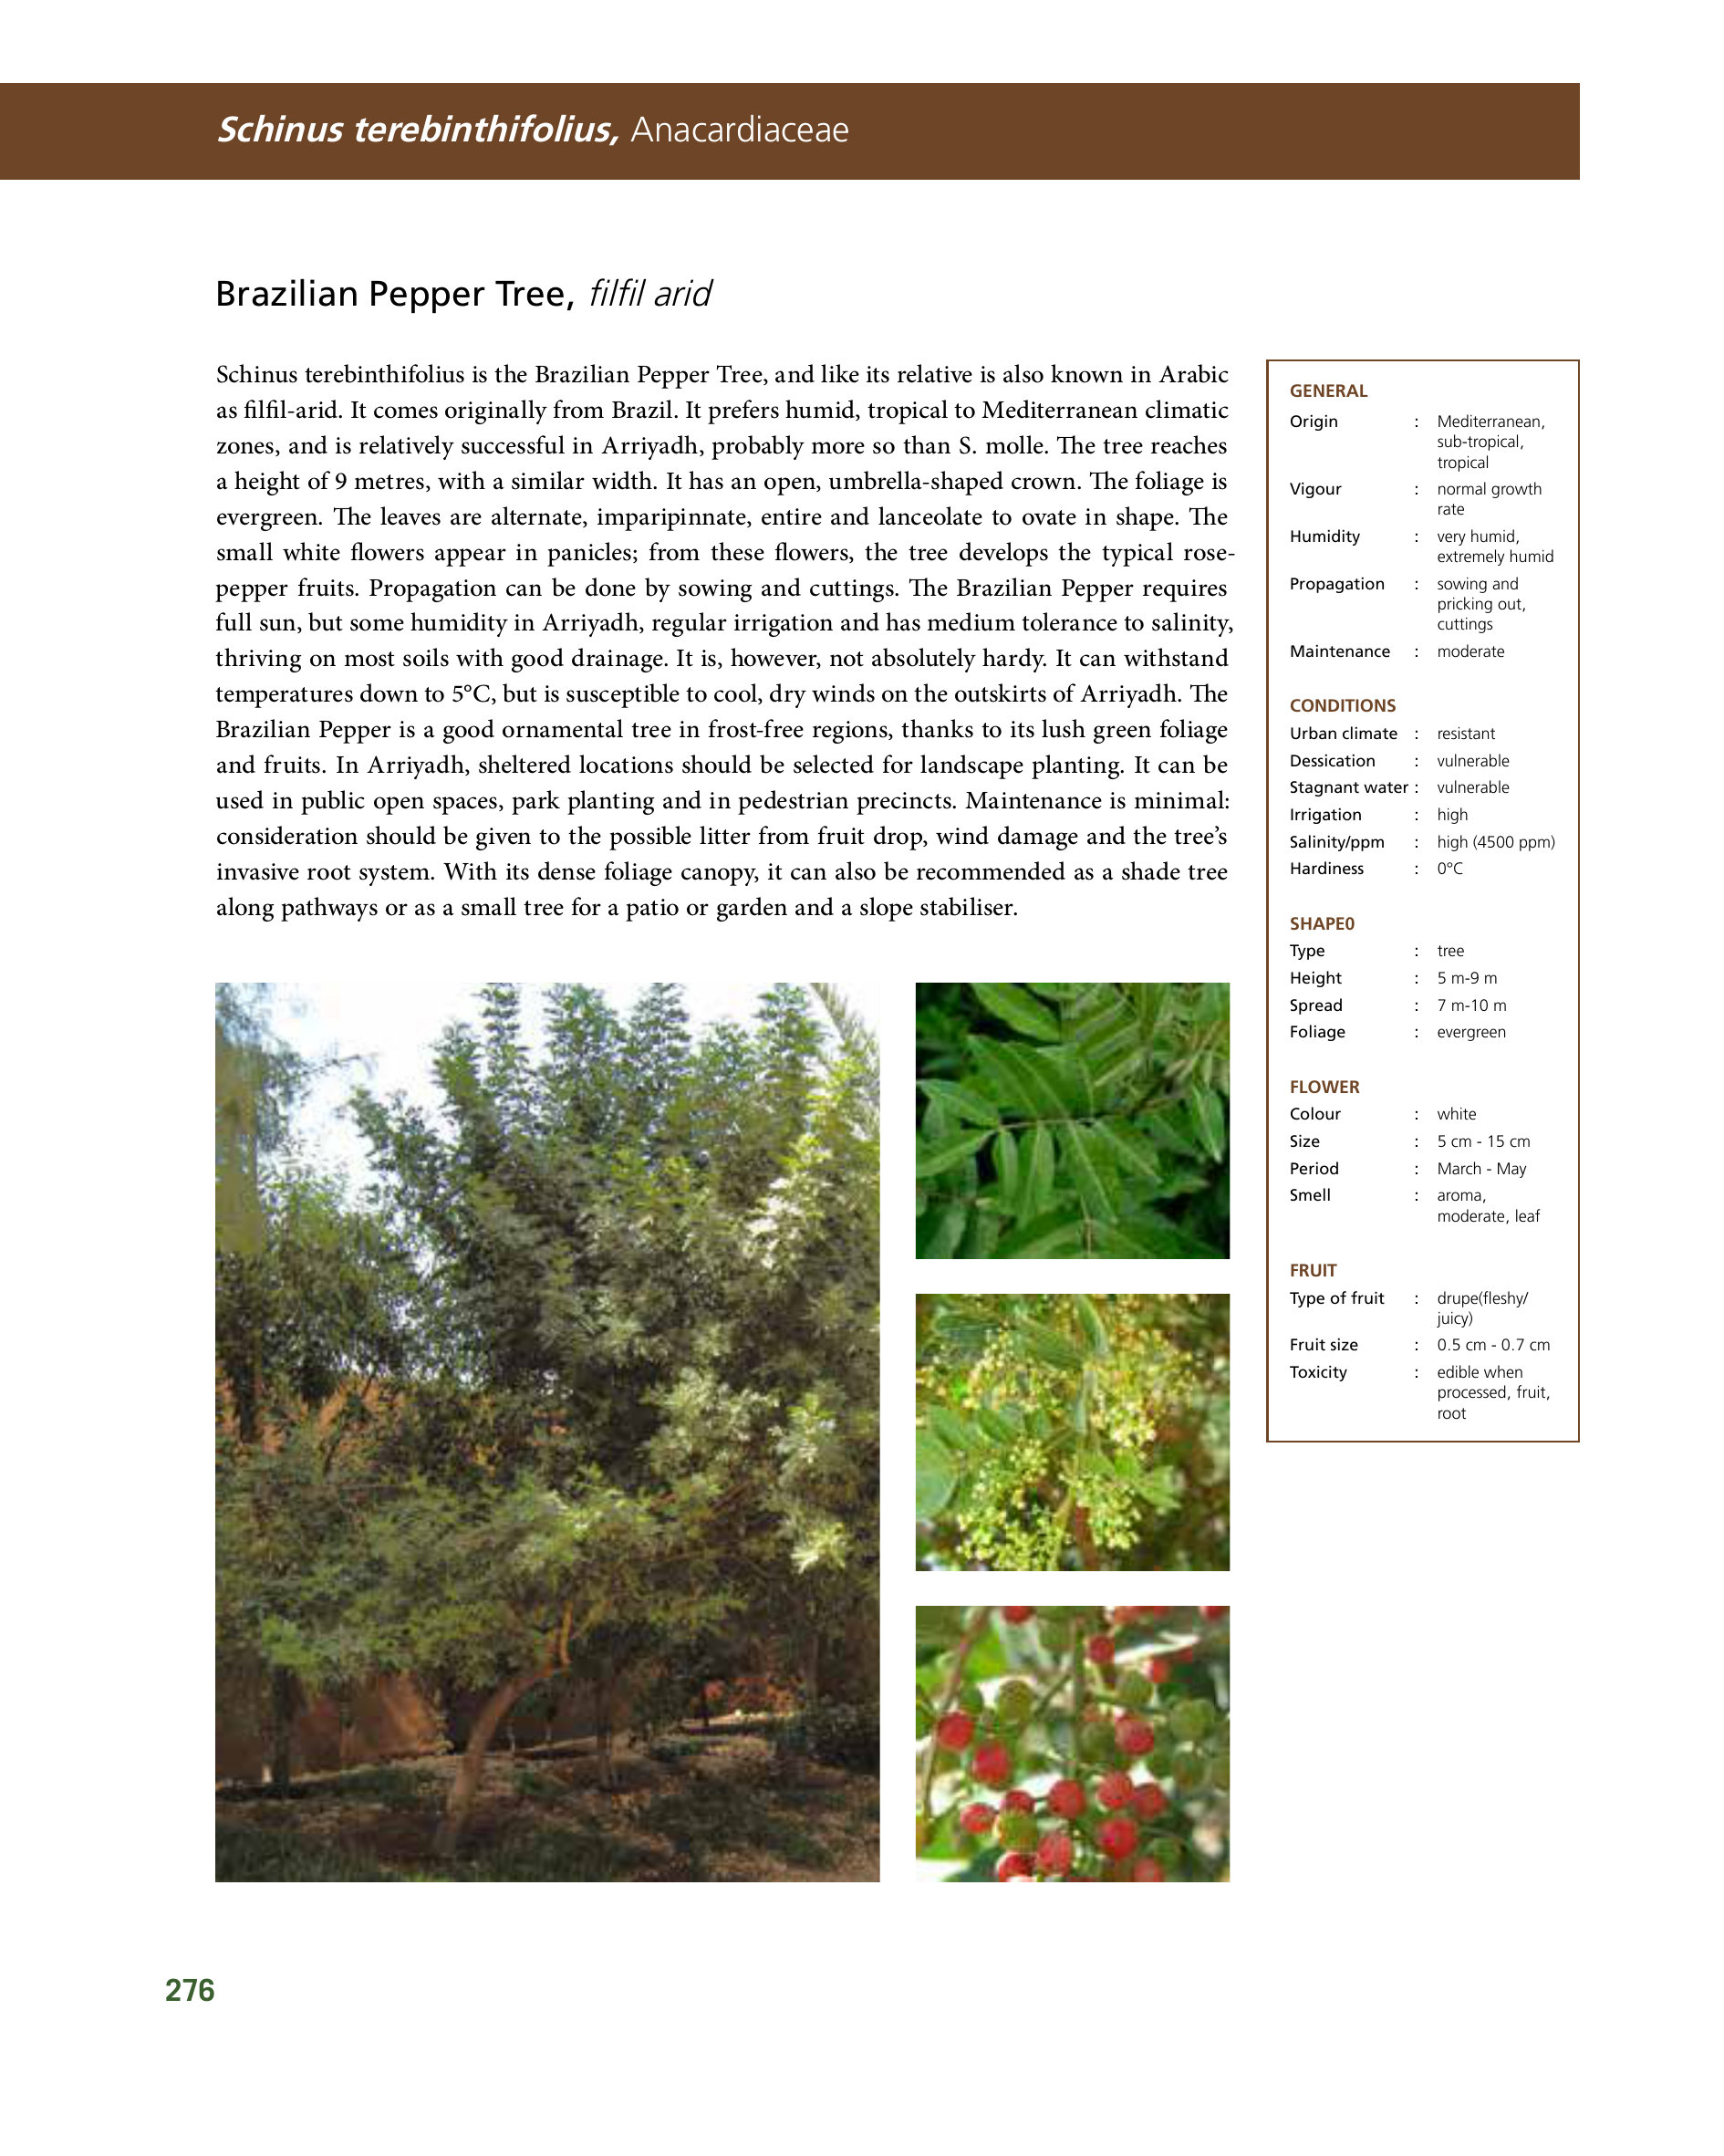 Schinus terebinthifolius, Anacardiaceae
Brazilian Pepper Tree, filfil arid
Schinus terebinthifolius is the Brazilian Pepper Tree, and like its relative is also known in Arabic
as filfil-arid. It comes originally from Brazil. It prefers humid, tropical to Mediterranean climatic
zones, and is relatively successful in Arriyadh, probably more so than S. molle. The tree reaches
a height of 9 metres, with a similar width. It has an open, umbrella-shaped crown. The foliage is
evergreen. The leaves are alternate, imparipinnate, entire and lanceolate to ovate in shape. The
small white flowers appear in panicles; from these flowers, the tree develops the typical rose-
pepper fruits. Propagation can be done by sowing and cuttings. The Brazilian Pepper requires
full sun, but some humidity in Arriyadh, regular irrigation and has medium tolerance to salinity,
thriving on most soils with good drainage. It is, however, not absolutely hardy. It can withstand
temperatures down to 5°C, but is susceptible to cool, dry winds on the outskirts of Arriyadh. The
Brazilian Pepper is a good ornamental tree in frost-free regions, thanks to its lush green foliage
and fruits. In Arriyadh, sheltered locations should be selected for landscape planting. It can be
used in public open spaces, park planting and in pedestrian precincts. Maintenance is minimal:
consideration should be given to the possible litter from fruit drop, wind damage and the tree’s
invasive root system. With its dense foliage canopy, it can also be recommended as a shade tree
along pathways or as a small tree for a patio or garden and a slope stabiliser.
GENERAL
Origin : Mediterranean,
sub-tropical,
tropical
Vigour : normal growth
rate
Humidity : very humid,
extremely humid
Propagation : sowing and
pricking out,
cuttings
Maintenance : moderate
CONDITIONS
Urban climate : resistant
Dessication : vulnerable
Stagnant water : vulnerable
Irrigation : high
Salinity/ppm : high (4500 ppm)
Hardiness : 0°C
SHAPE0
Type : tree
Height : 5 m-9 m
Spread : 7 m-10 m
Foliage : evergreen
FLOWER
Colour : white
Size : 5 cm - 15 cm
Period : March - May
Smell : aroma,
moderate, leaf
FRUIT
Type of fruit : drupe(fleshy/
juicy)
Fruit size : 0.5 cm - 0.7 cm
Toxicity : edible when
processed, fruit,
root
276